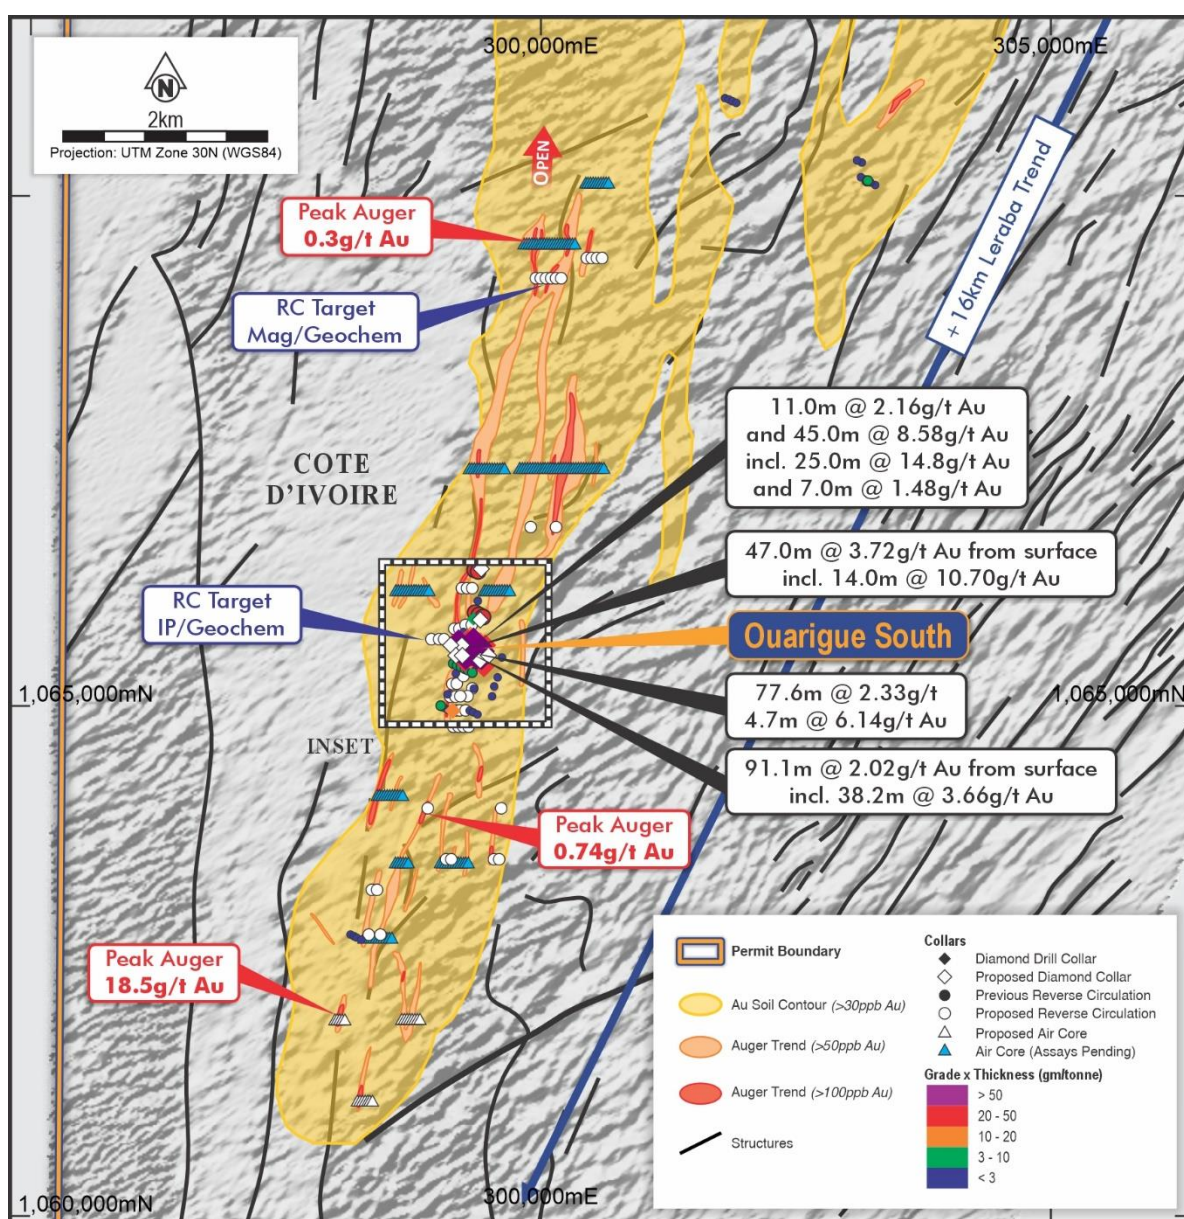 300,000mE
305,000mE
N
2km
Projection: UTM Zone 30N (WGS84)
OPEN
Peak Auger
0.3g/t Au
RC Target
Mag/Geochem
+16km Leraba Trend
11.0m @ 2.16g/t Au
and 45.0m @ 8.58g/t Au
incl. 25.0m @ 14.8g/t Au
and 7.0m @ 1.48g/t Au
COTE
D'IVOIRE
47.0m @ 3.72g/t Au from surface
incl. 14.0m @ 10.70g/t Au
RC Target
IP/Geochem
Ouarigue South
1,065,000mN
1,065,000mN
77.6m @ 2.33g/t
4.7m @ 6.14g/t Au
INSET
91.1m @ 2.02g/t Au from surface
incl. 38.2m @ 3.66g/t Au
Peak Auger
0.74g/t Au
Peak Auger
18.5g/t Au
Permit Boundary
Au Soil Contour (>30ppb Au)
Auger Trend (>50ppb Au)
Auger Trend (>100ppb Au)
Structures
Collars
Diamond Drill Collar
Proposed Diamond Collar
Previous Reverse Circulation
Proposed Reverse Circulation
Proposed Air Core
Air Core (Assays Pending)
Grade x Thickness (gm/tonne)
> 50
20 - 50
10 - 20
3 - 10
< 3
1,060,000mN
300,000mE